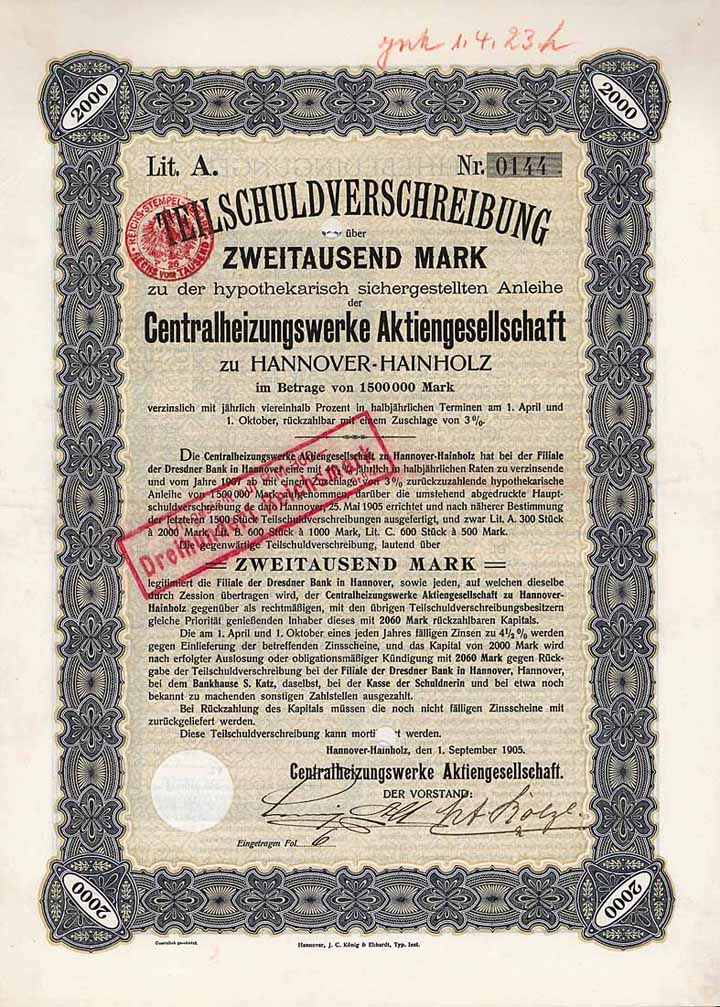 1. 4. 23.
2000
2000
Lit. A.
Nr. 0144
TEILSCHULDVERSCHREIBUNG
über
ZWEITAUSEND MARK
zu der hypothekarisch sichergestellten Anleihe
der
Centralheizungswerke Aktiengesellschaft
zu HANNOVER-HAINHOLZ
im Betrage von 1500000 Mark
verzinslich mit jährlich viereinhalb Prozent in halbjährlichen Terminen am 1. April und
1. Oktober, rückzahlbar mit einem Zuschlage von 3%.
REICHS-STEMPEL
SECHS VOM TAUSEND
Die Centralheizungswerke Aktiengesellschaft zu Hannover-Hainholz hat bei der Filiale
der Dresdner Bank in Hannover eine mit jährlich in halbjährlichen Raten zu verzinsende
und vom Jahre mit einem Zuschlage von 3% zurückzuzahlende hypothekarische
Anleihe von 1500000 Mark aufgenommen, worüber die umstehend abgedruckte Haupt-
schuldverschreibung de dato Hannover, 25. Mai 1905 errichtet und nach näherer Bestimmung
der letzteren 1500 Stück Teilschuldverschreibungen ausgefertigt, und zwar Lit. A. 300 Stück
à 2000 Mark, Lit. B. 600 Stück à 1000 Mark, Lit. C. 600 Stück à 500 Mark.
Die gegenwärtige Teilschuldverschreibung, lautend über
Dreihundert Reichsmark
ZWEITAUSEND MARK
legitimiert die Filiale der Dresdner Bank in Hannover, sowie jeden, auf welchen dieselbe
durch Zession übertragen wird, der Centralheizungswerke Aktiengesellschaft zu Hannover-
Hainholz gegenüber als rechtmäßigen, mit den übrigen Teilschuldverschreibungsbesitzern
gleiche Priorität genießenden Inhaber dieses mit 2060 Mark rückzahlbaren Kapitals.
Die am 1. April und 1. Oktober eines jeden Jahres fälligen Zinsen zu 4½% werden
gegen Einlieferung der betreffenden Zinsscheine, und das Kapital von 2000 Mark wird
nach erfolgter Auslosung oder obligationsmäßiger Kündigung mit 2060 Mark gegen Rück-
gabe der Teilschuldverschreibung bei der Filiale der Dresdner Bank in Hannover, Hannover,
bei dem Bankhause S. Katz, daselbst, bei der Kasse der Schuldnerin und bei etwa noch
bekannt zu machenden sonstigen Zahlstellen ausgezahlt.
Bei Rückzahlung des Kapitals müssen die noch nicht fälligen Zinsscheine mit
zurückgeliefert werden.
Diese Teilschuldverschreibung kann werden.
Hannover-Hainholz, den 1. September 1905.
Centralheizungswerke Aktiengesellschaft.
DER VORSTAND:
Eingetragen Fol. 6
2000
2000
Gesetzlich geschützt.
Hannover, J. C. König & Ebhardt, Typ. Inst.